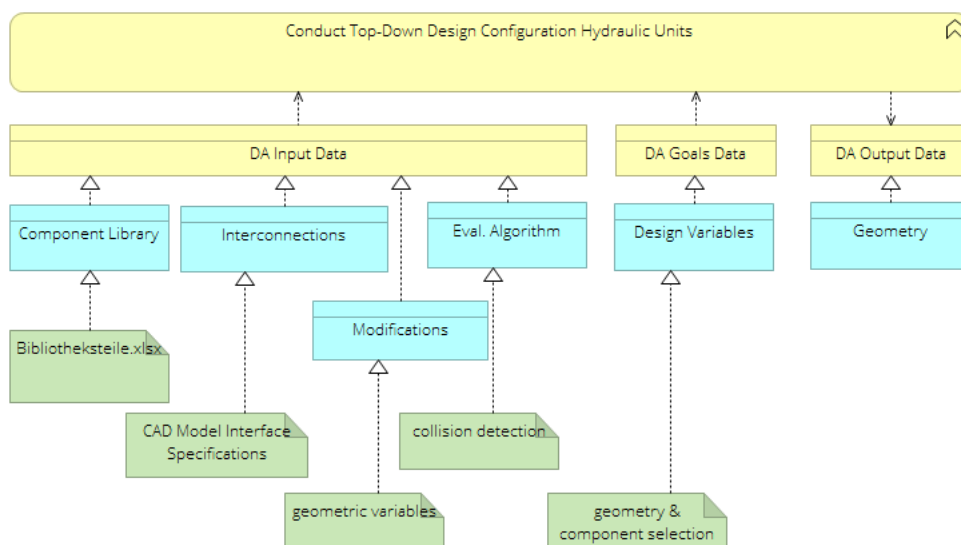 Conduct Top-Down Design Configuration Hydraulic Units
DA Input Data
DA Goals Data
DA Output Data
Component Library
Interconnections
Eval. Algorithm
Design Variables
Geometry
Modifications
Bibliotheksteile.xlsx
CAD Model Interface
Specifications
collision detection
geometric variables
geometry &
component selection